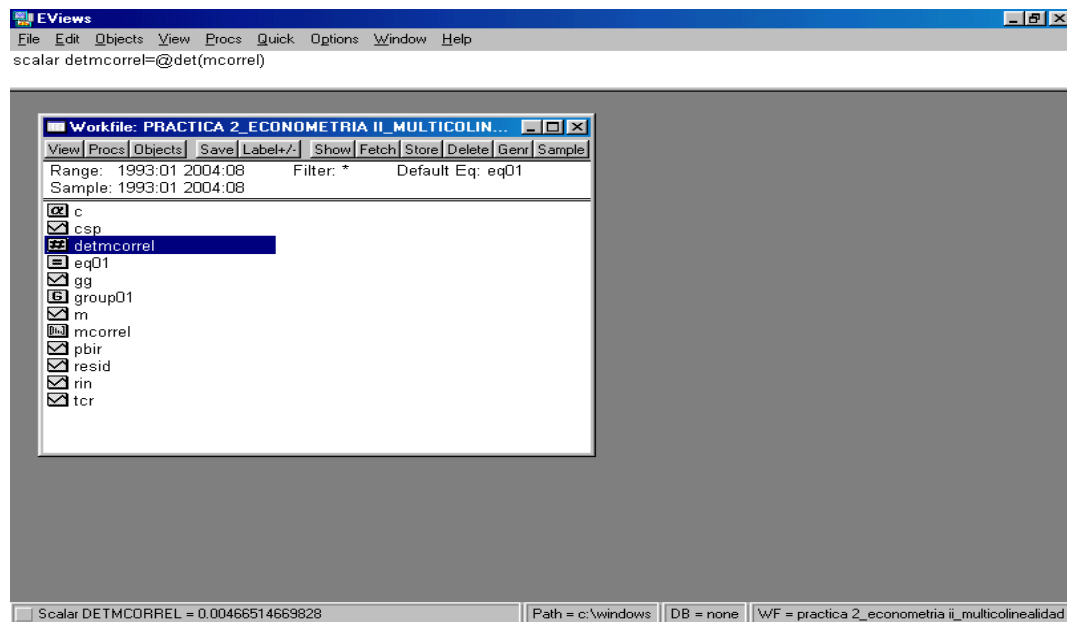 EViews
File Edit Objects View Procs Quick Options Window Help
scalar detmcorrel=@det(mcorrel)
Workfile: PRACTICA 2_ECONOMETRIA II_MULTICOLIN...
View Procs Objects Save Label+/- Show Fetch Store Delete Genr Sample
Range: 1993:01 2004:08 Filter: * Default Eq: eq01
Sample: 1993:01 2004:08
c
csp
detmcorrel
eq01
gg
group01
m
mcorrel
pbir
resid
rin
tcr
Scalar DETMCORREL = 0.00466514669828 Path = c:\windows DB = none WF = practica 2_econometria ii_multicolinealidad